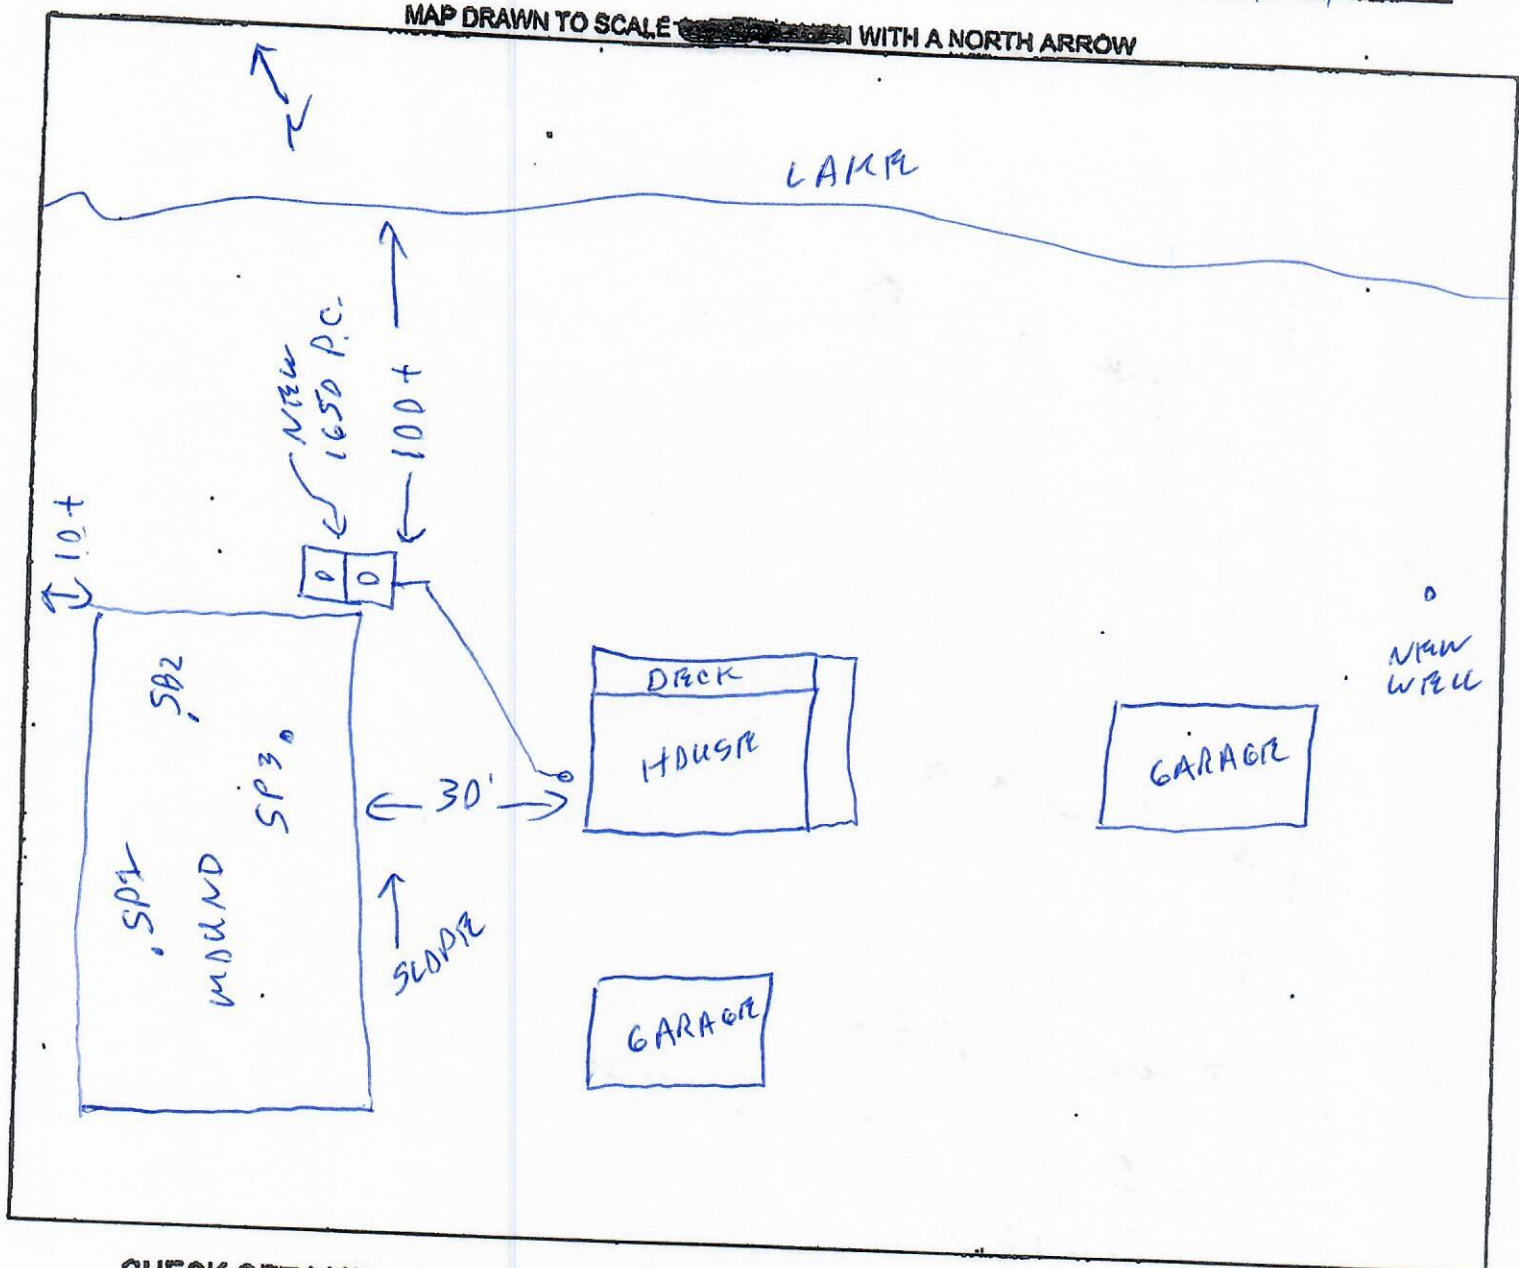 MAP DRAWN TO SCALE WITH A NORTH ARROW
N
LAKE
NEW
1650 P.C.
100+
10+
SB2
SP3
SP1
MOUND
30'
SLOPE
DECK
HOUSE
GARAGE
GARAGE
NEW
WELL